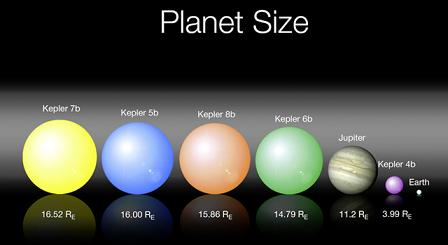 Planet Size
Kepler 7b
Kepler 5b
Kepler 8b
Kepler 6b
Jupiter
Kepler 4b
Earth
16.52 RE
16.00 RE
15.86 RE
14.79 RE
11.2 RE
3.99 RE